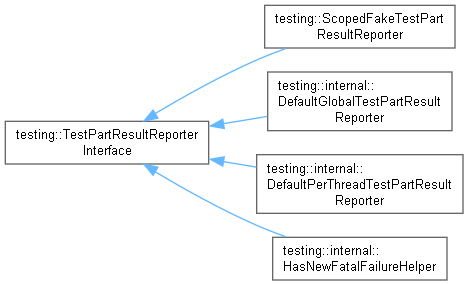 testing::ScopedFakeTestPart
ResultReporter
testing::internal::
DefaultGlobalTestPartResult
Reporter
testing::TestPartResultReporter
Interface
testing::internal::
DefaultPerThreadTestPartResult
Reporter
testing::internal::
HasNewFatalFailureHelper